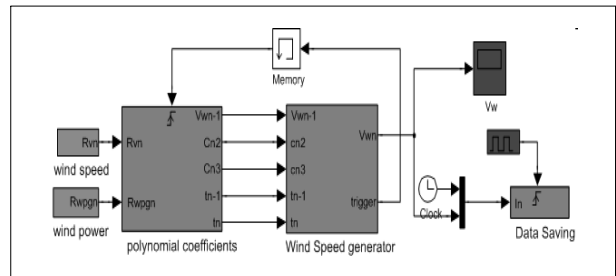 Memory
Vw
Rvn
wind speed
Rwpgn
wind power
Rvn
Rwpgn
Vwn-1
Cn2
Cn3
tn-1
tn
polynomial coefficients
Vwn-1
cn2
cn3
tn-1
tn
Vwn
trigger
Wind Speed generator
Clock
In
Data Saving